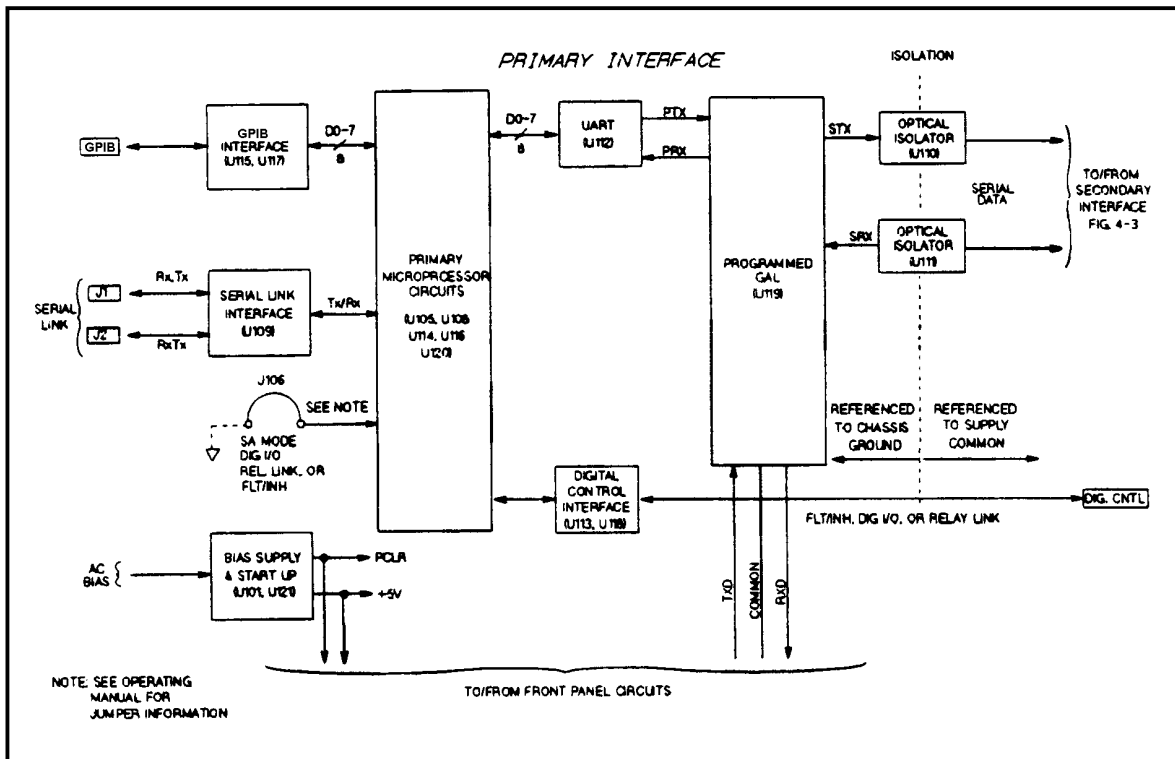 PRIMARY INTERFACE
ISOLATION
GPIB
GPIB
INTERFACE
(U115, U117)
D0-7
8
D0-7
8
UART
(U112)
PTX
PRX
STX
OPTICAL
ISOLATOR
(U110)
SERIAL
DATA
TO/FROM
SECONDARY
INTERFACE
FIG. 4-3
SRX
OPTICAL
ISOLATOR
(U111)
PRIMARY
MICROPRCESSOR
CIRCUITS
(U105, U108
U114, U116
U120)
PROGRAMMED
GAL
(U119)
SERIAL
LINK
J1
J2
Rx,Tx
RxTx
SERIAL LINK
INTERFACE
(U109)
Tx/Rx
J106
SEE NOTE
SA MODE
DIG I/O
REL. LINK, OR
FLT/INH
REFERENCED
TO CHASSIS
GROUND
REFERENCED
TO SUPPLY
COMMON
DIGITAL
CONTROL
INTERFACE
(U113, U118)
FLT/INH, DIG I/O, OR RELAY LINK
DIG. CNTL
AC
BIAS
BIAS SUPPLY
& START UP
(U101, U121)
PCLR
+5V
TXD
COMMON
RXD
TO/FROM FRONT PANEL CIRCUITS
NOTE: SEE OPERATING
MANUAL FOR
JUMPER INFORMATION